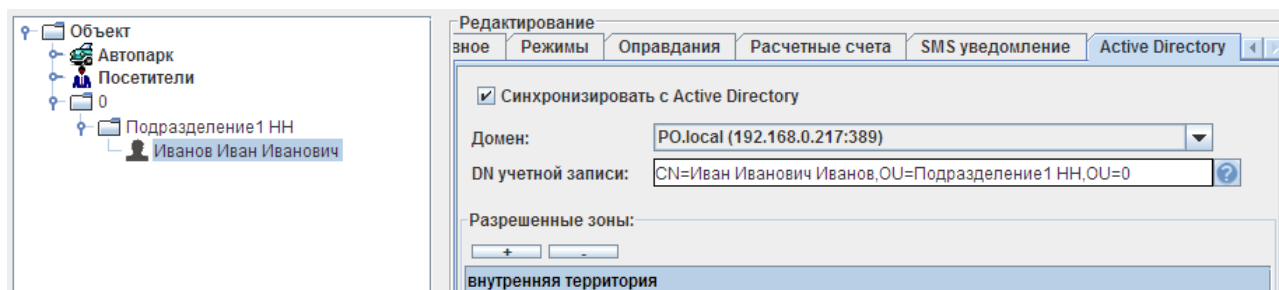 Объект
Автопарк
Посетители
0
Подразделение1 НН
Иванов Иван Иванович
Редактирование
вное Режимы Оправдания Расчетные счета SMS уведомление Active Directory
Синхронизировать с Active Directory
Домен: PO.local (192.168.0.217:389)
DN учетной записи: CN=Иван Иванович Иванов,OU=Подразделение1 НН,OU=0 ?
Разрешенные зоны:
+ -
внутренняя территория